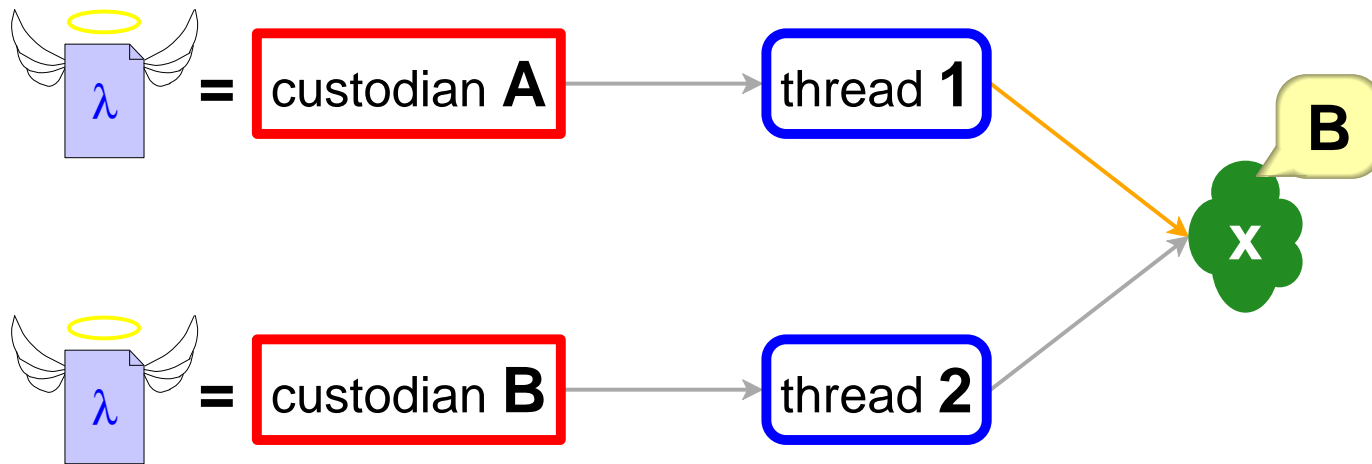 λ = custodian A thread 1
B
x
λ = custodian B thread 2